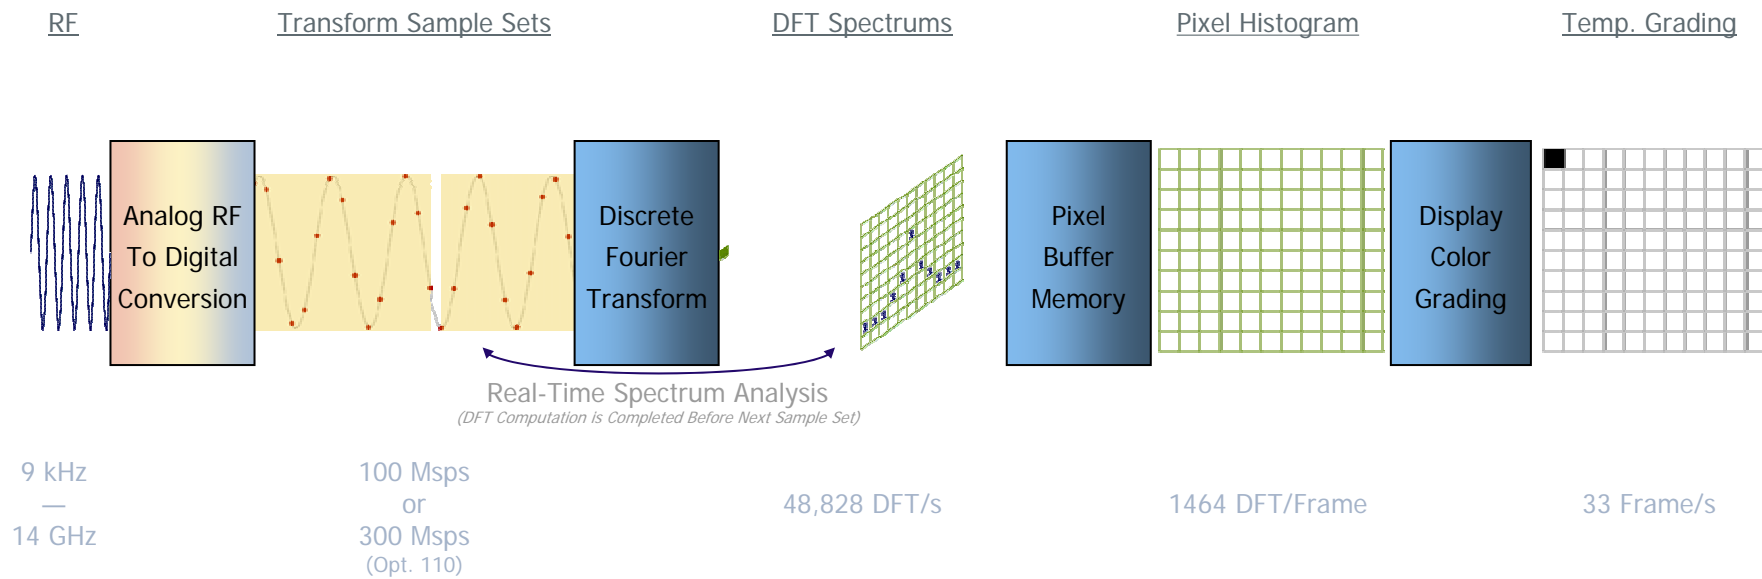 RF
Transform Sample Sets
DFT Spectrums
Pixel Histogram
Temp. Grading
Analog RF
To Digital
Conversion
Discrete
Fourier
Transform
Pixel
Buffer
Memory
Display
Color
Grading
Real-Time Spectrum Analysis
(DFT Computation is Completed Before Next Sample Set)
9 kHz
—
14 GHz
100 Msps
or
300 Msps
(Opt. 110)
48,828 DFT/s
1464 DFT/Frame
33 Frame/s